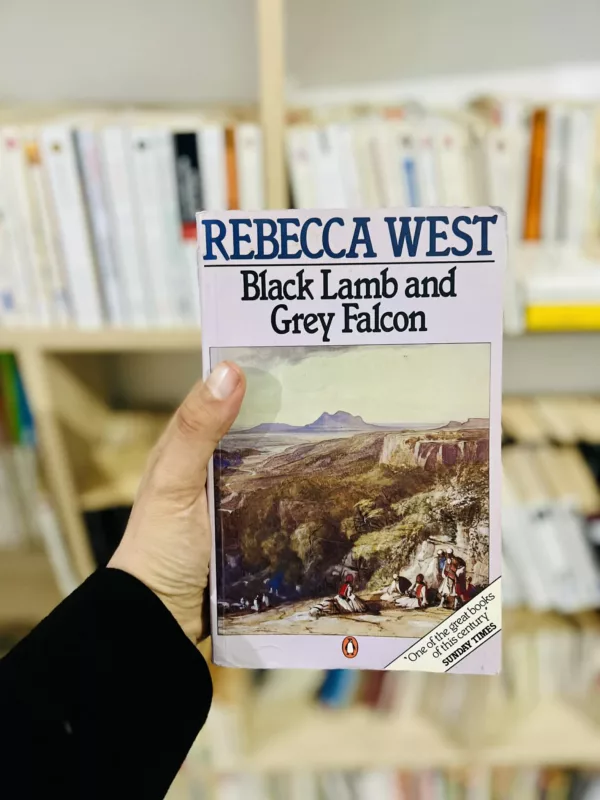 REBECCA WEST
Black Lamb and
Grey Falcon
'One of the great books
of this century'
SUNDAY TIMES